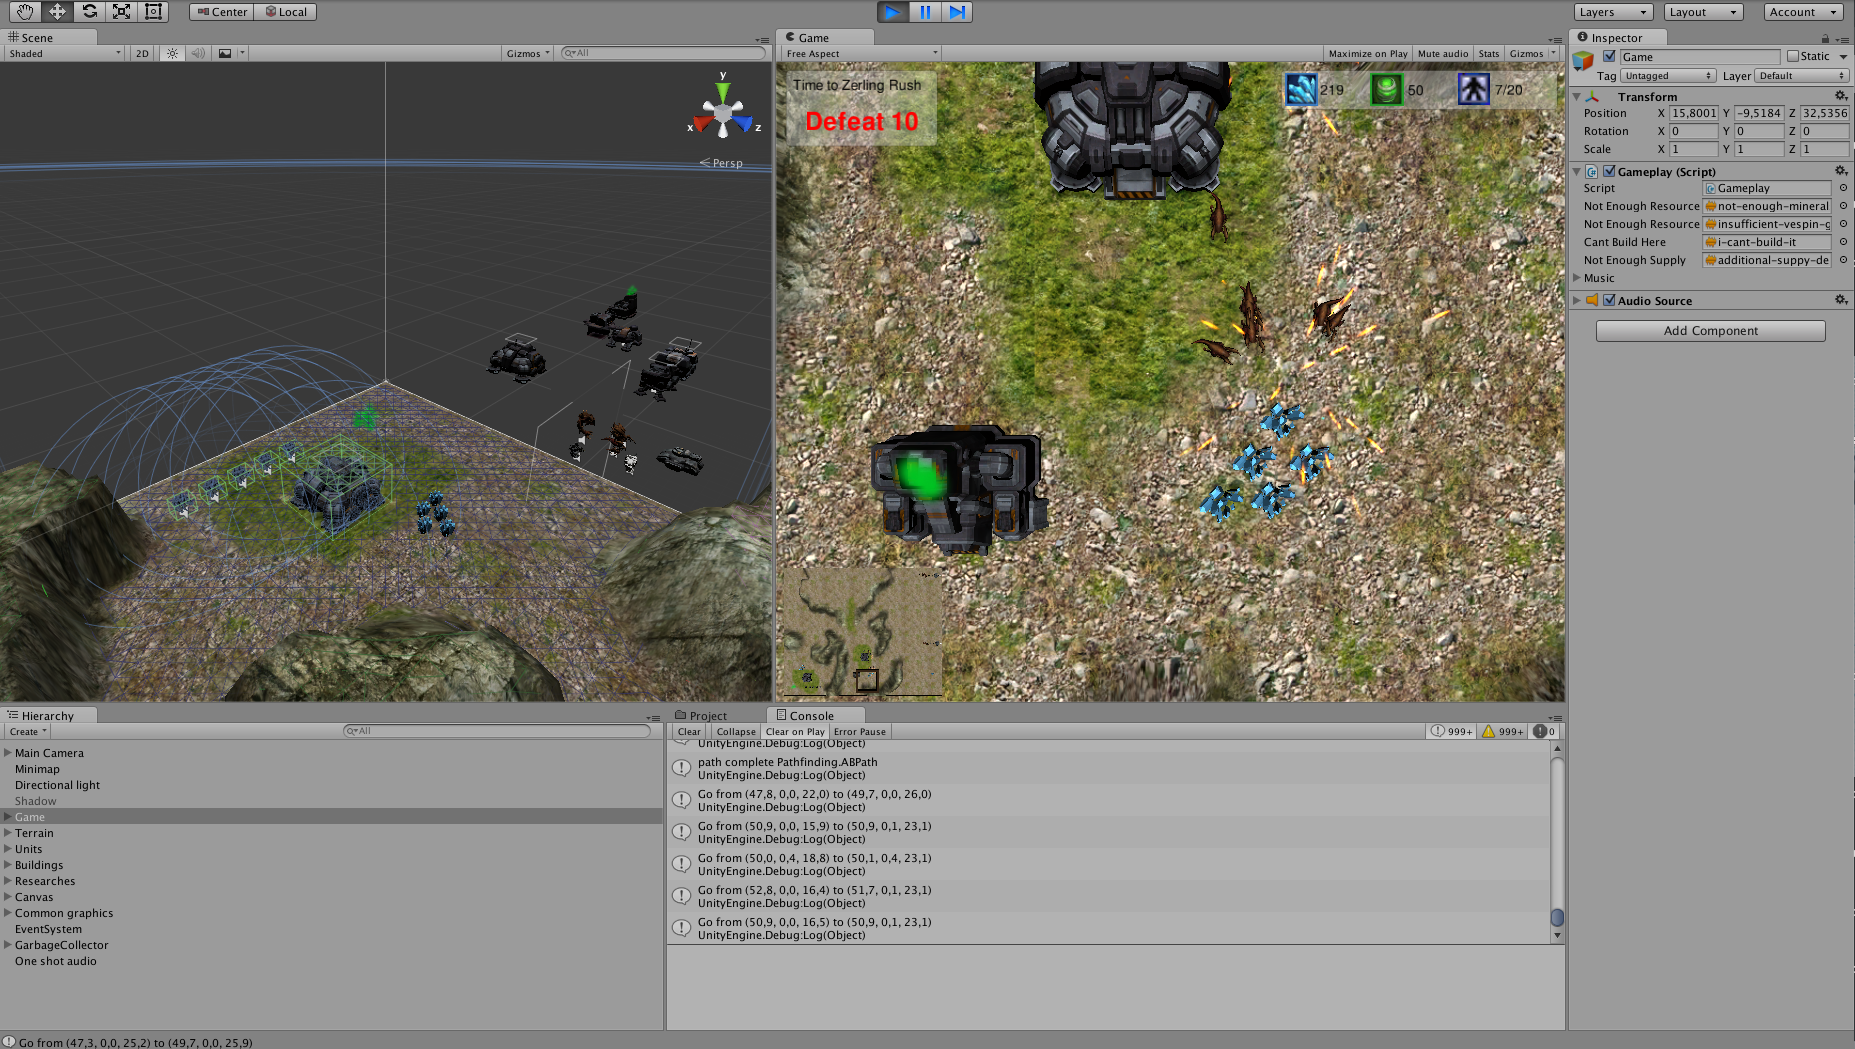 Center
Local
Layers
Layout
Account
Scene
Shaded
2D
Gizmos
All
y
x
z
Persp
Game
Free Aspect
Maximize on Play
Mute audio
Stats
Gizmos
Time to Zerling Rush
Defeat 10
219
50
7/20
Inspector
Game
Static
Tag
Untagged
Layer
Default
Transform
Position X 15,8001 Y -9,5184 Z 32,5356
Rotation X 0 Y 0 Z 0
Scale X 1 Y 1 Z 1
Gameplay (Script)
Script Gameplay
Not Enough Resource not-enough-mineral
Not Enough Resource insufficient-vespin-g
Cant Build Here i-cant-build-it
Not Enough Supply additional-suppy-de
Music
Audio Source
Add Component
Hierarchy
Create
All
Main Camera
Minimap
Directional light
Shadow
Game
Terrain
Units
Buildings
Researches
Canvas
Common graphics
EventSystem
GarbageCollector
One shot audio
Project
Console
Clear
Collapse
Clear on Play
Error Pause
999+
999+
0
UnityEngine.Debug:Log(Object)
path complete Pathfinding.ABPath
UnityEngine.Debug:Log(Object)
Go from (47,8, 0,0, 22,0) to (49,7, 0,0, 26,0)
UnityEngine.Debug:Log(Object)
Go from (50,9, 0,0, 15,9) to (50,9, 0,1, 23,1)
UnityEngine.Debug:Log(Object)
Go from (50,0, 0,4, 18,8) to (50,1, 0,4, 23,1)
UnityEngine.Debug:Log(Object)
Go from (52,8, 0,0, 16,4) to (51,7, 0,1, 23,1)
UnityEngine.Debug:Log(Object)
Go from (50,9, 0,0, 16,5) to (50,9, 0,1, 23,1)
UnityEngine.Debug:Log(Object)
Go from (47,3, 0,0, 25,2) to (49,7, 0,0, 25,9)